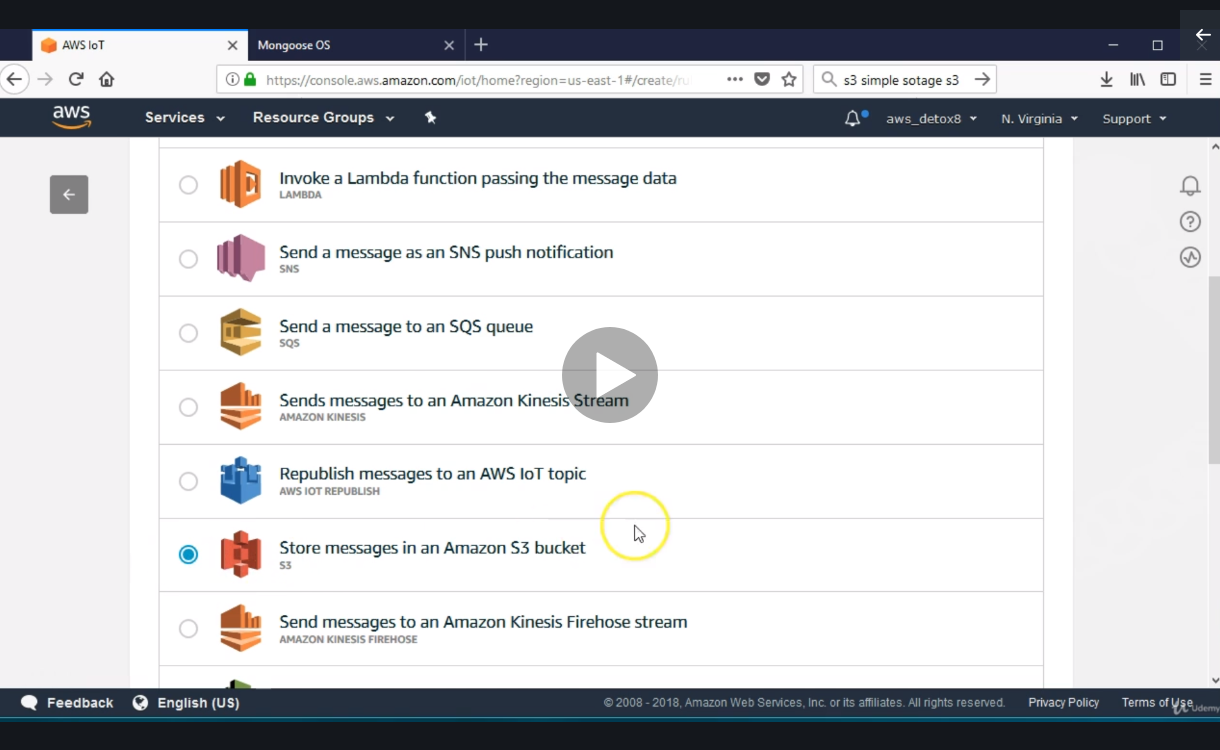 AWS IoT
Mongoose OS
https://console.aws.amazon.com/iot/home?region=us-east-1#/create/ru
s3 simple sotage s3
aws
Services
Resource Groups
aws_detox8
N. Virginia
Support
Invoke a Lambda function passing the message data
LAMBDA
Send a message as an SNS push notification
SNS
Send a message to an SQS queue
SQS
Sends messages to an Amazon Kinesis Stream
AMAZON KINESIS
Republish messages to an AWS IoT topic
AWS IOT REPUBLISH
Store messages in an Amazon S3 bucket
S3
Send messages to an Amazon Kinesis Firehose stream
AMAZON KINESIS FIREHOSE
Feedback
English (US)
© 2008 - 2018, Amazon Web Services, Inc. or its affiliates. All rights reserved.
Privacy Policy
Terms of Use
Udemy